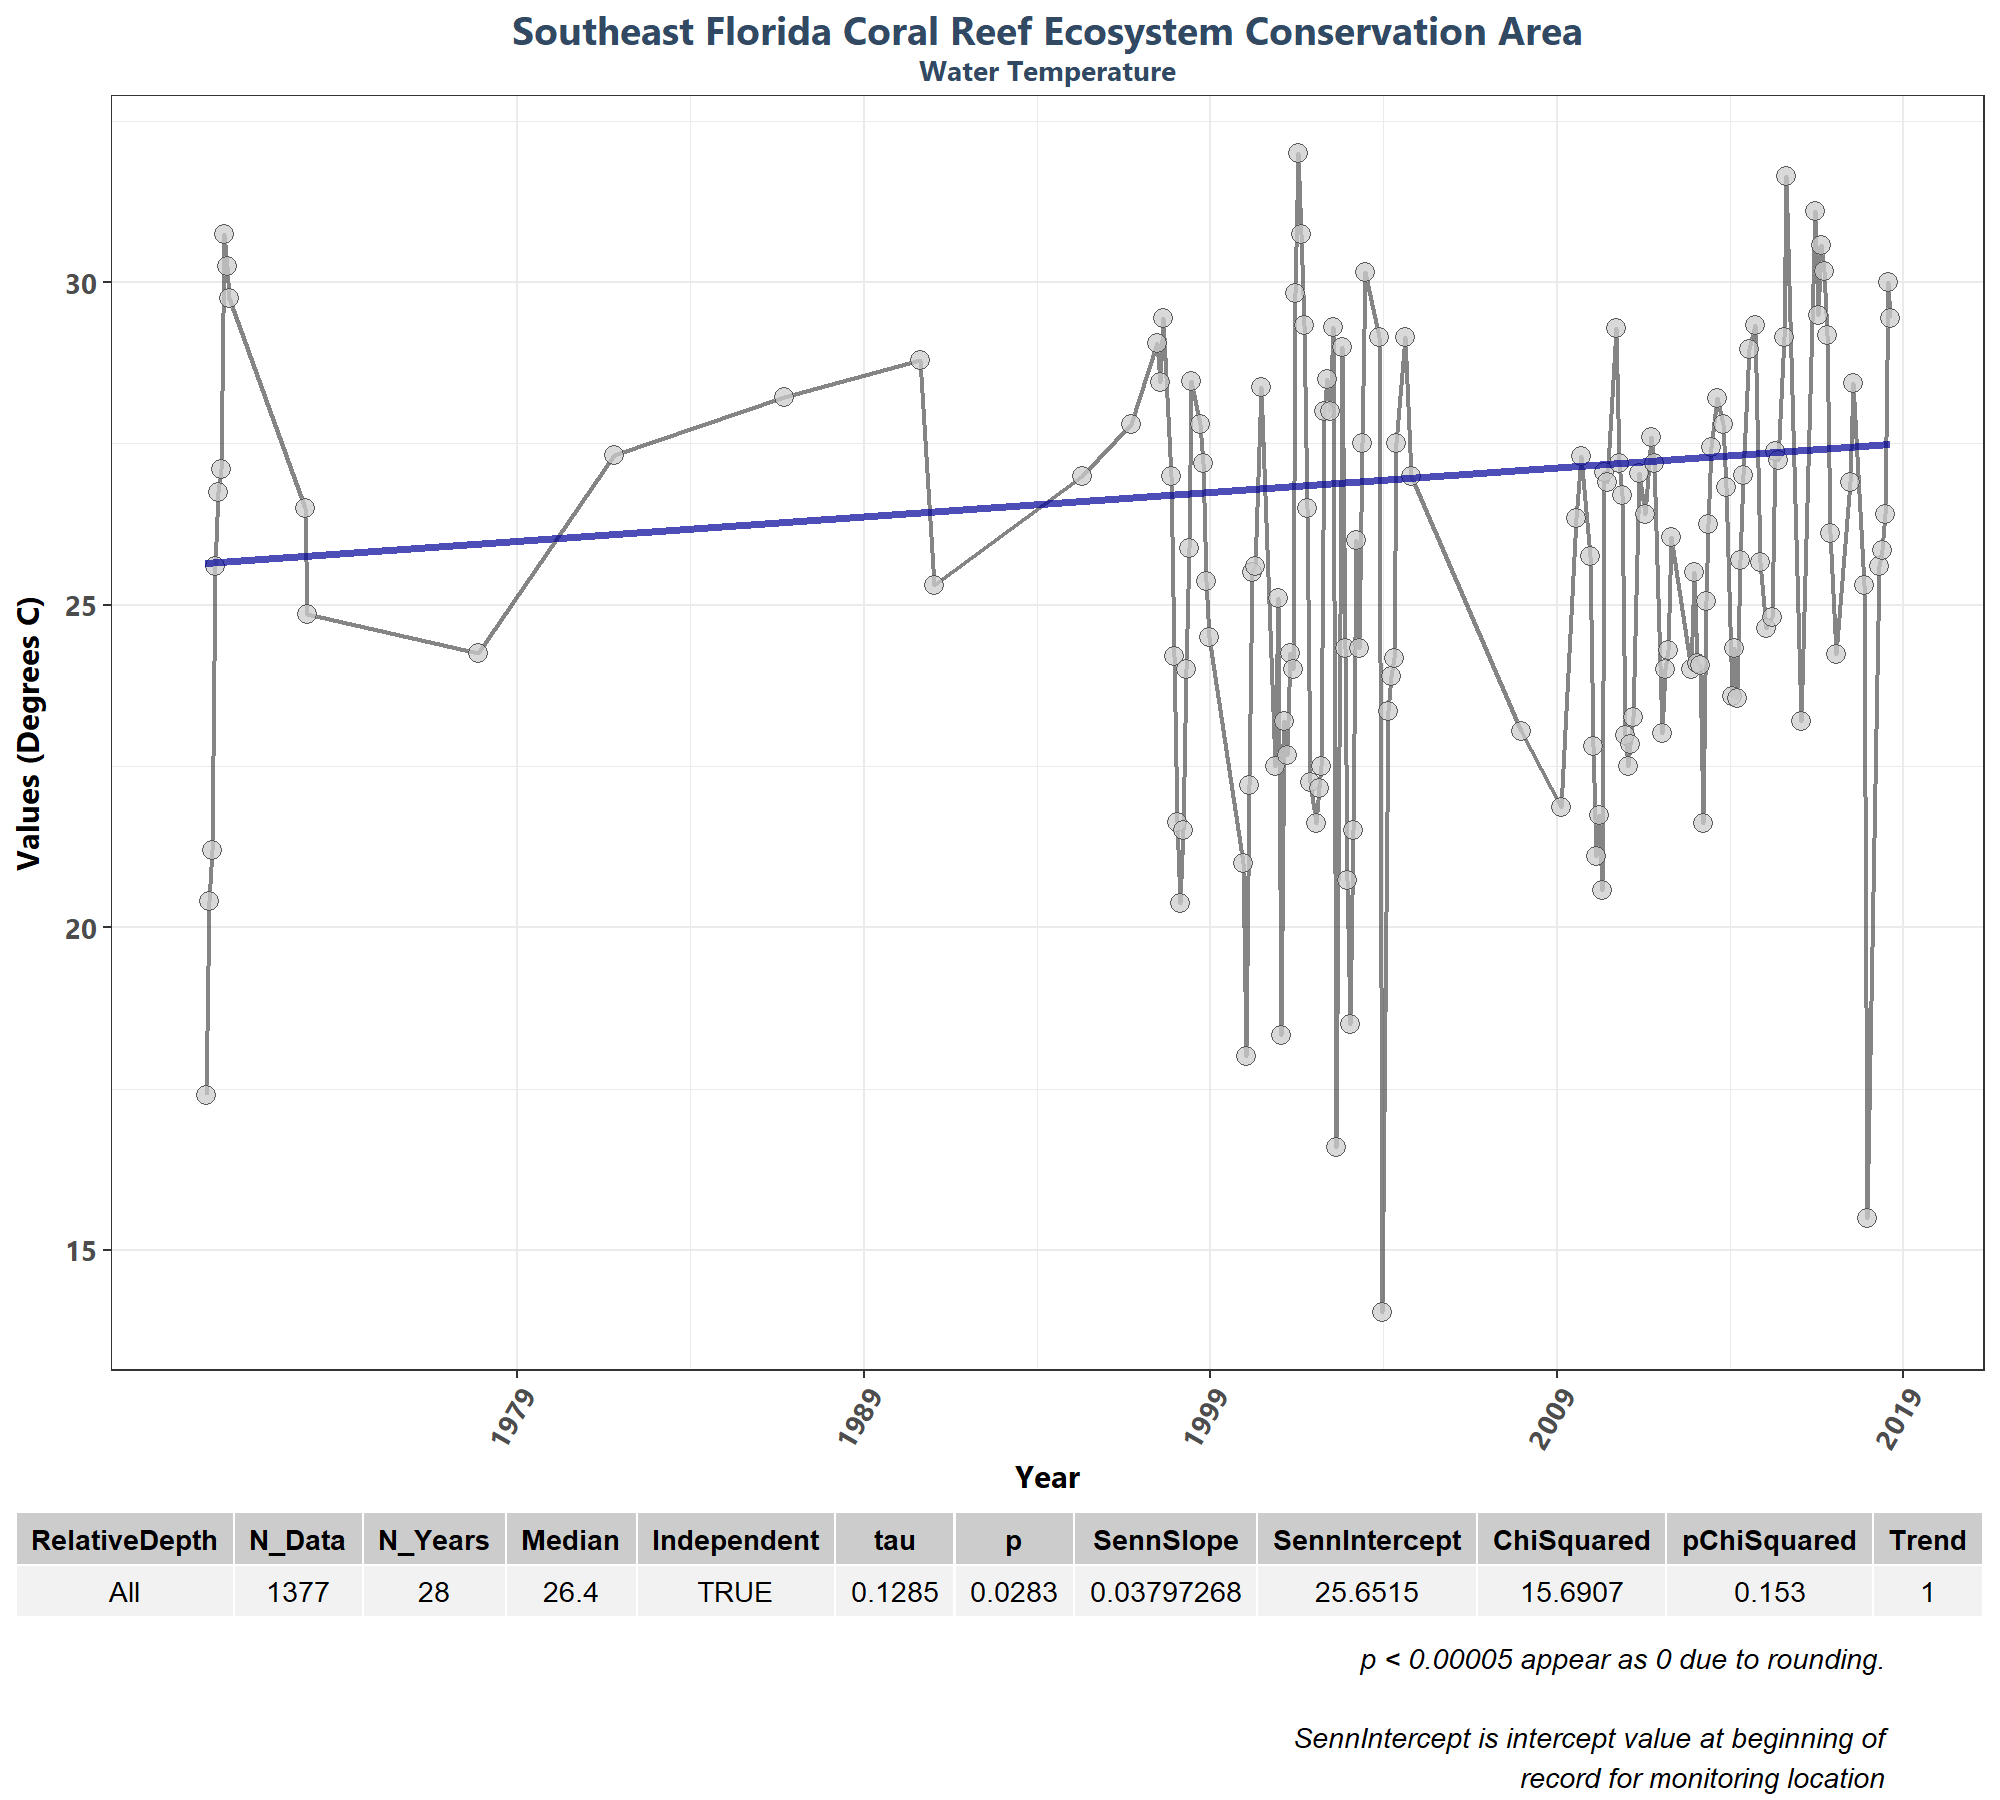 Southeast Florida Coral Reef Ecosystem Conservation Area
Water Temperature
Values (Degrees C)
30
25
20
15
1979
1989
1999
2009
2019
Year
RelativeDepth N_Data N_Years Median Independent tau p SennSlope SennIntercept ChiSquared pChiSquared Trend
All 1377 28 26.4 TRUE 0.1285 0.0283 0.03797268 25.6515 15.6907 0.153 1
p < 0.00005 appear as 0 due to rounding.
SennIntercept is intercept value at beginning of
record for monitoring location